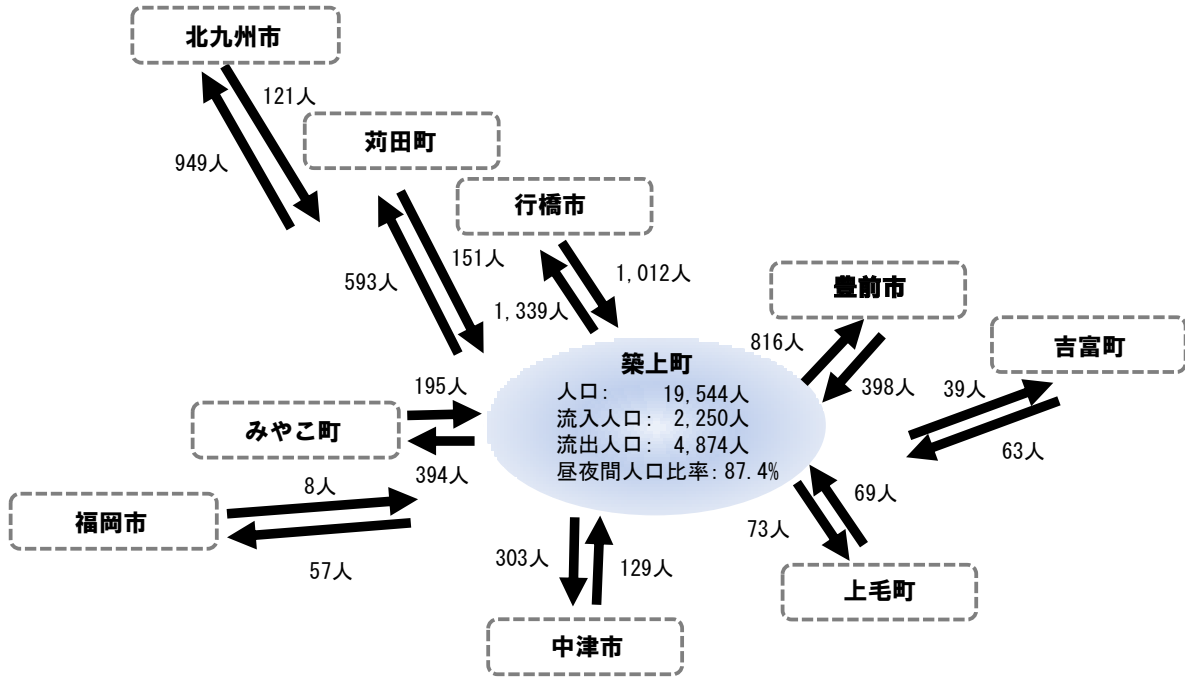 北九州市
121人
949人
苅田町
151人
593人
行橋市
1,012人
1,339人
豊前市
816人
398人
吉富町
39人
63人
築上町
人口: 19,544人
流入人口: 2,250人
流出人口: 4,874人
昼夜間人口比率: 87.4%
195人
みやこ町
394人
8人
福岡市
57人
303人
129人
中津市
69人
73人
上毛町